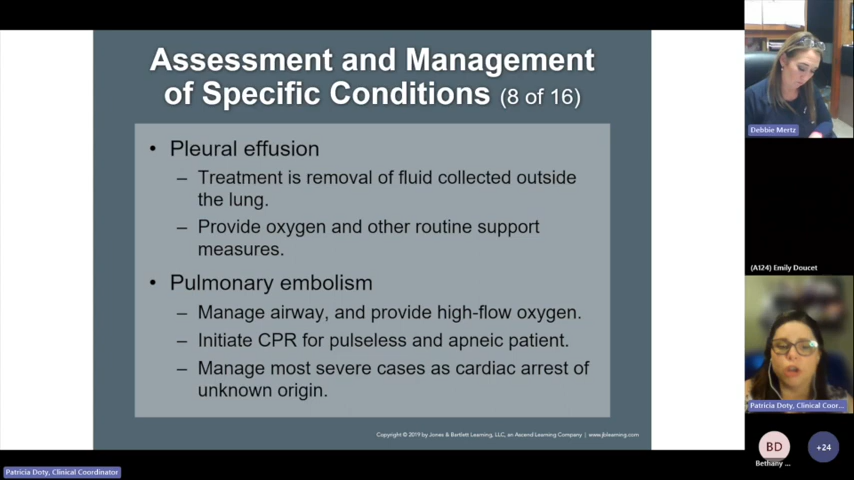 Assessment and Management
of Specific Conditions (8 of 16)
• Pleural effusion
– Treatment is removal of fluid collected outside
the lung.
– Provide oxygen and other routine support
measures.
• Pulmonary embolism
– Manage airway, and provide high-flow oxygen.
– Initiate CPR for pulseless and apneic patient.
– Manage most severe cases as cardiac arrest of
unknown origin.
Copyright © 2019 by Jones & Bartlett Learning, LLC, an Ascend Learning Company | www.jblearning.com
Patricia Doty, Clinical Coordinator
Debbie Mertz
(A124) Emily Doucet
Patricia Doty, Clinical Coor...
BD
+24
Bethany ...